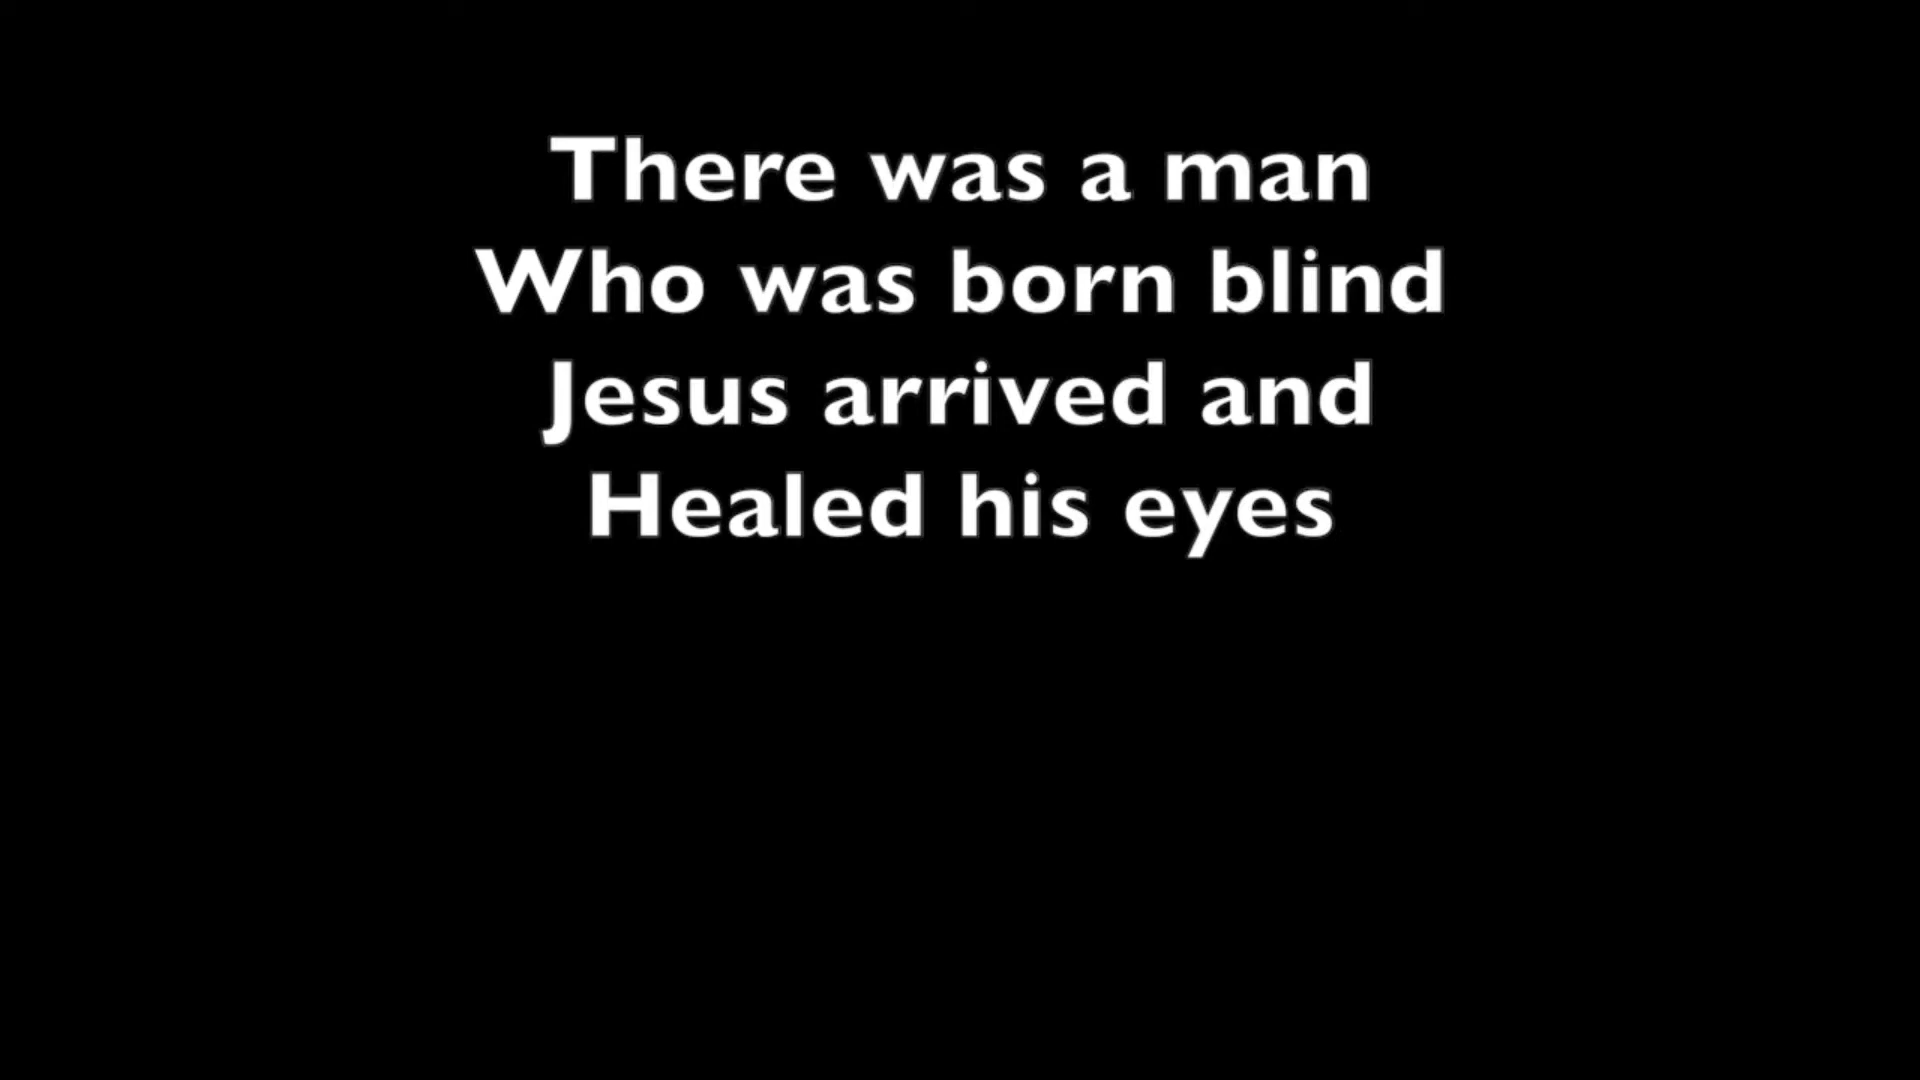 There was a man
Who was born blind
Jesus arrived and
Healed his eyes